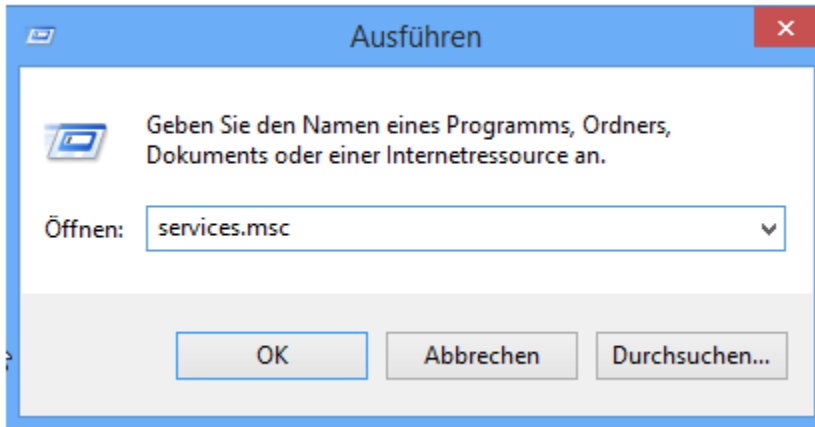 Ausführen
Geben Sie den Namen eines Programms, Ordners,
Dokuments oder einer Internetressource an.
Öffnen: services.msc
OK Abbrechen Durchsuchen...